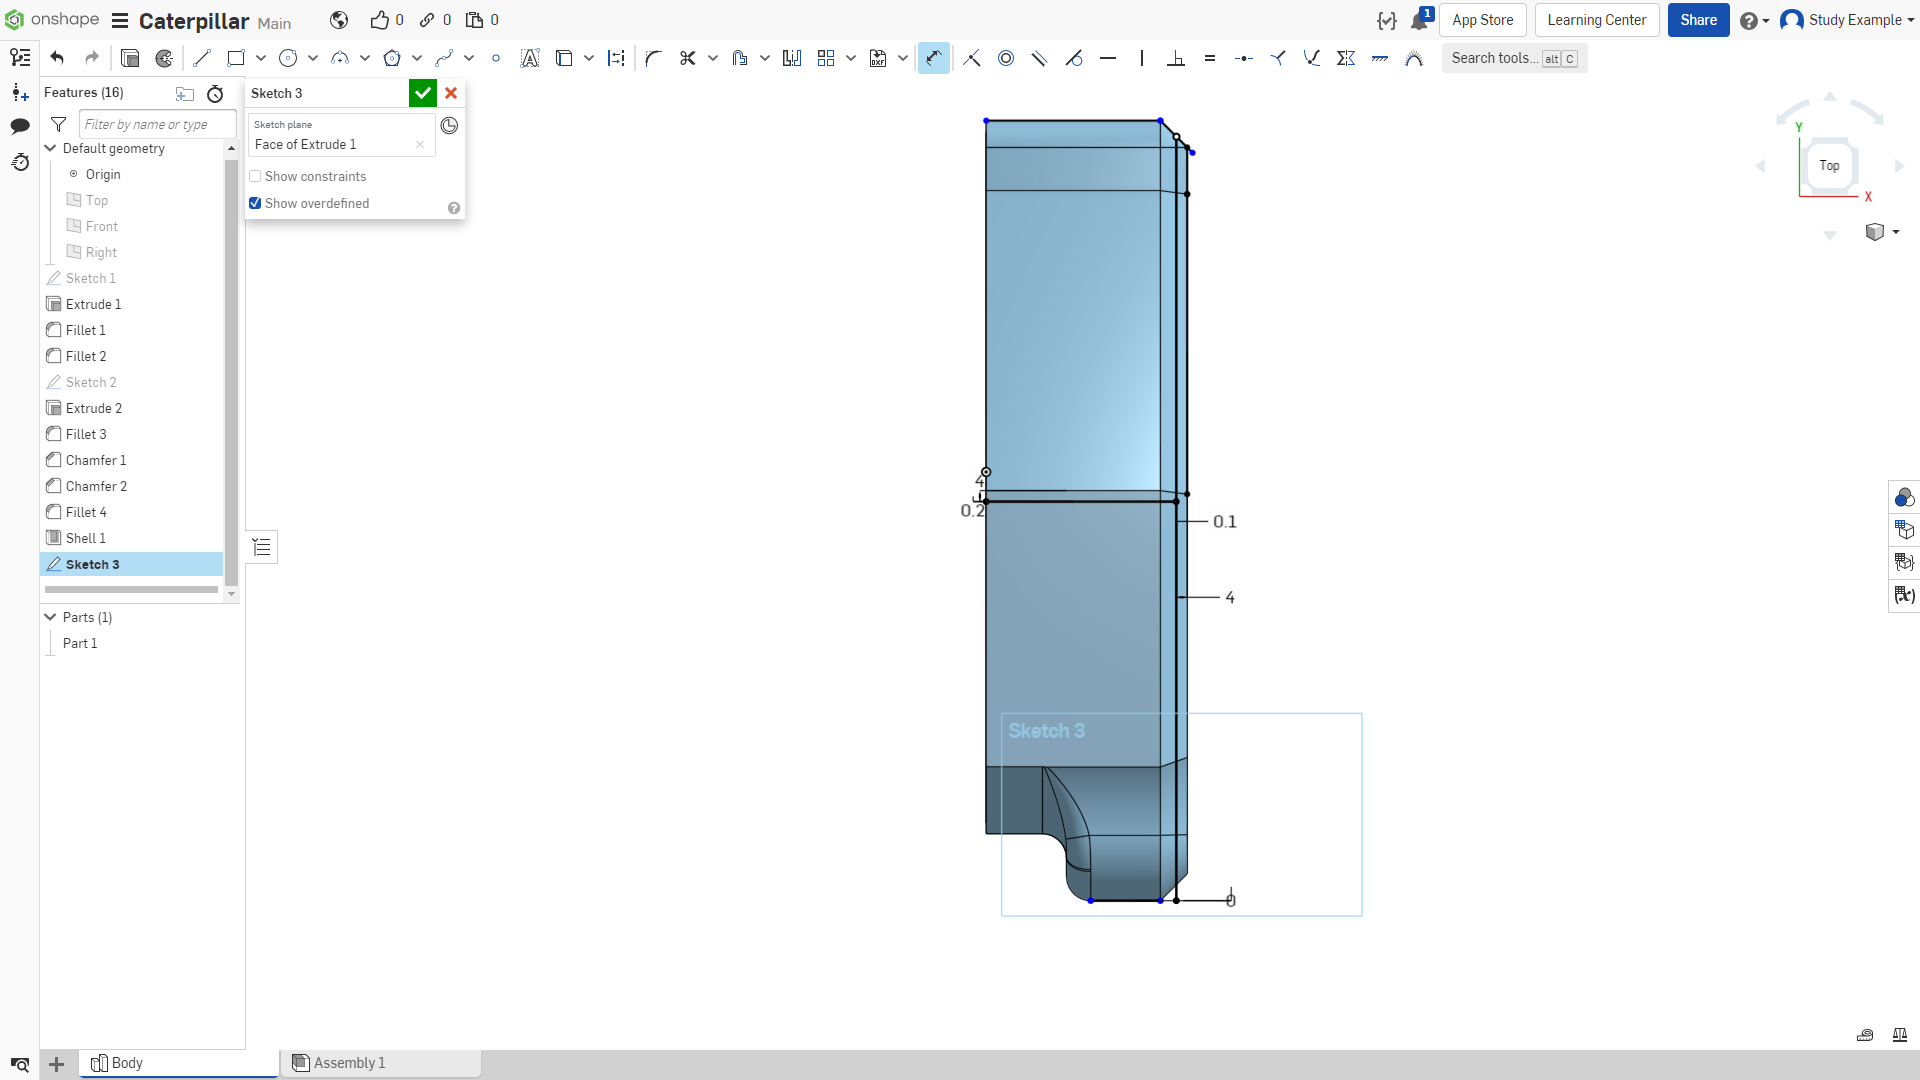 onshape
Caterpillar Main
0
0
0
1
App Store
Learning Center
Share
Study Example
Search tools... alt C
Features (16)
Filter by name or type
Default geometry
Origin
Top
Front
Right
Sketch 1
Extrude 1
Fillet 1
Fillet 2
Sketch 2
Extrude 2
Fillet 3
Chamfer 1
Chamfer 2
Fillet 4
Shell 1
Sketch 3
Parts (1)
Part 1
Sketch 3
Sketch plane
Face of Extrude 1
Show constraints
Show overdefined
4
0.2
0.1
4
0
Sketch 3
Y
Top
X
Body
Assembly 1